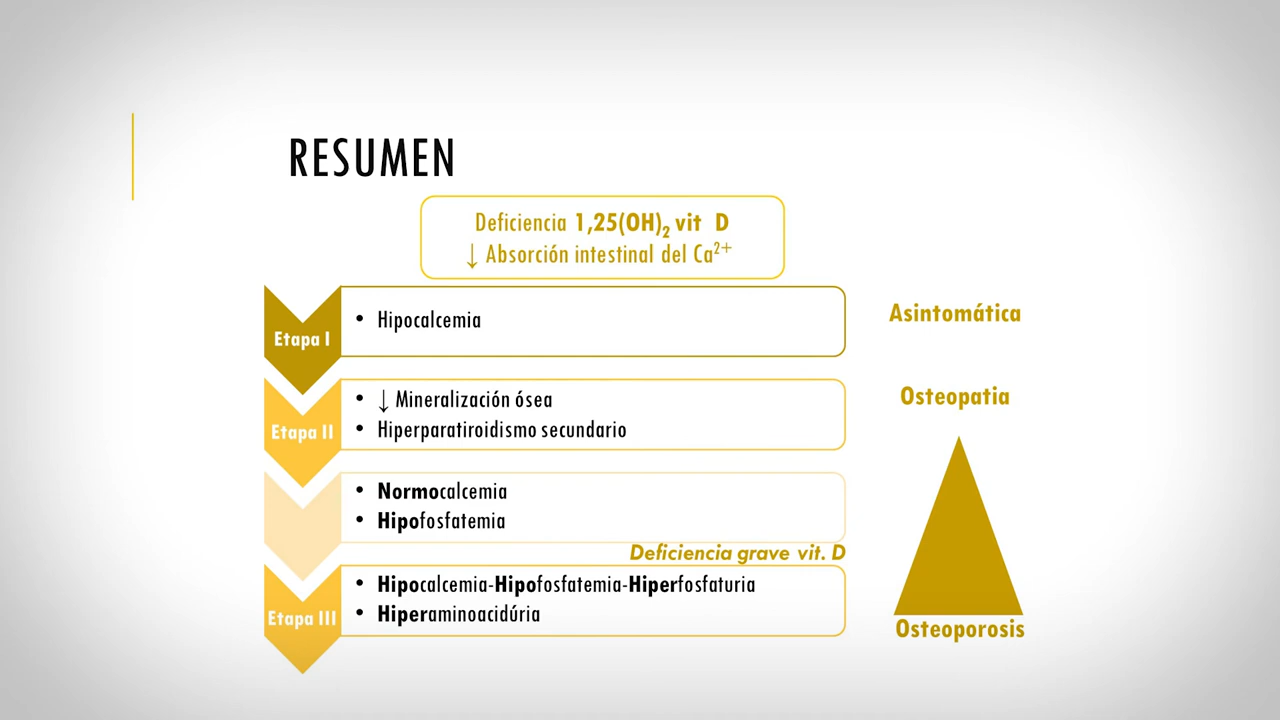 RESUMEN
Deficiencia 1,25(OH)₂ vit D
↓ Absorción intestinal del Ca²⁺
Etapa I
• Hipocalcemia
Asintomática
Etapa II
• ↓ Mineralización ósea
• Hiperparatiroidismo secundario
Osteopatia
• Normocalcemia
• Hipofosfatemia
Deficiencia grave vit. D
Etapa III
• Hipocalcemia-Hipofosfatemia-Hiperfosfaturia
• Hiperaminoacidúria
Osteoporosis